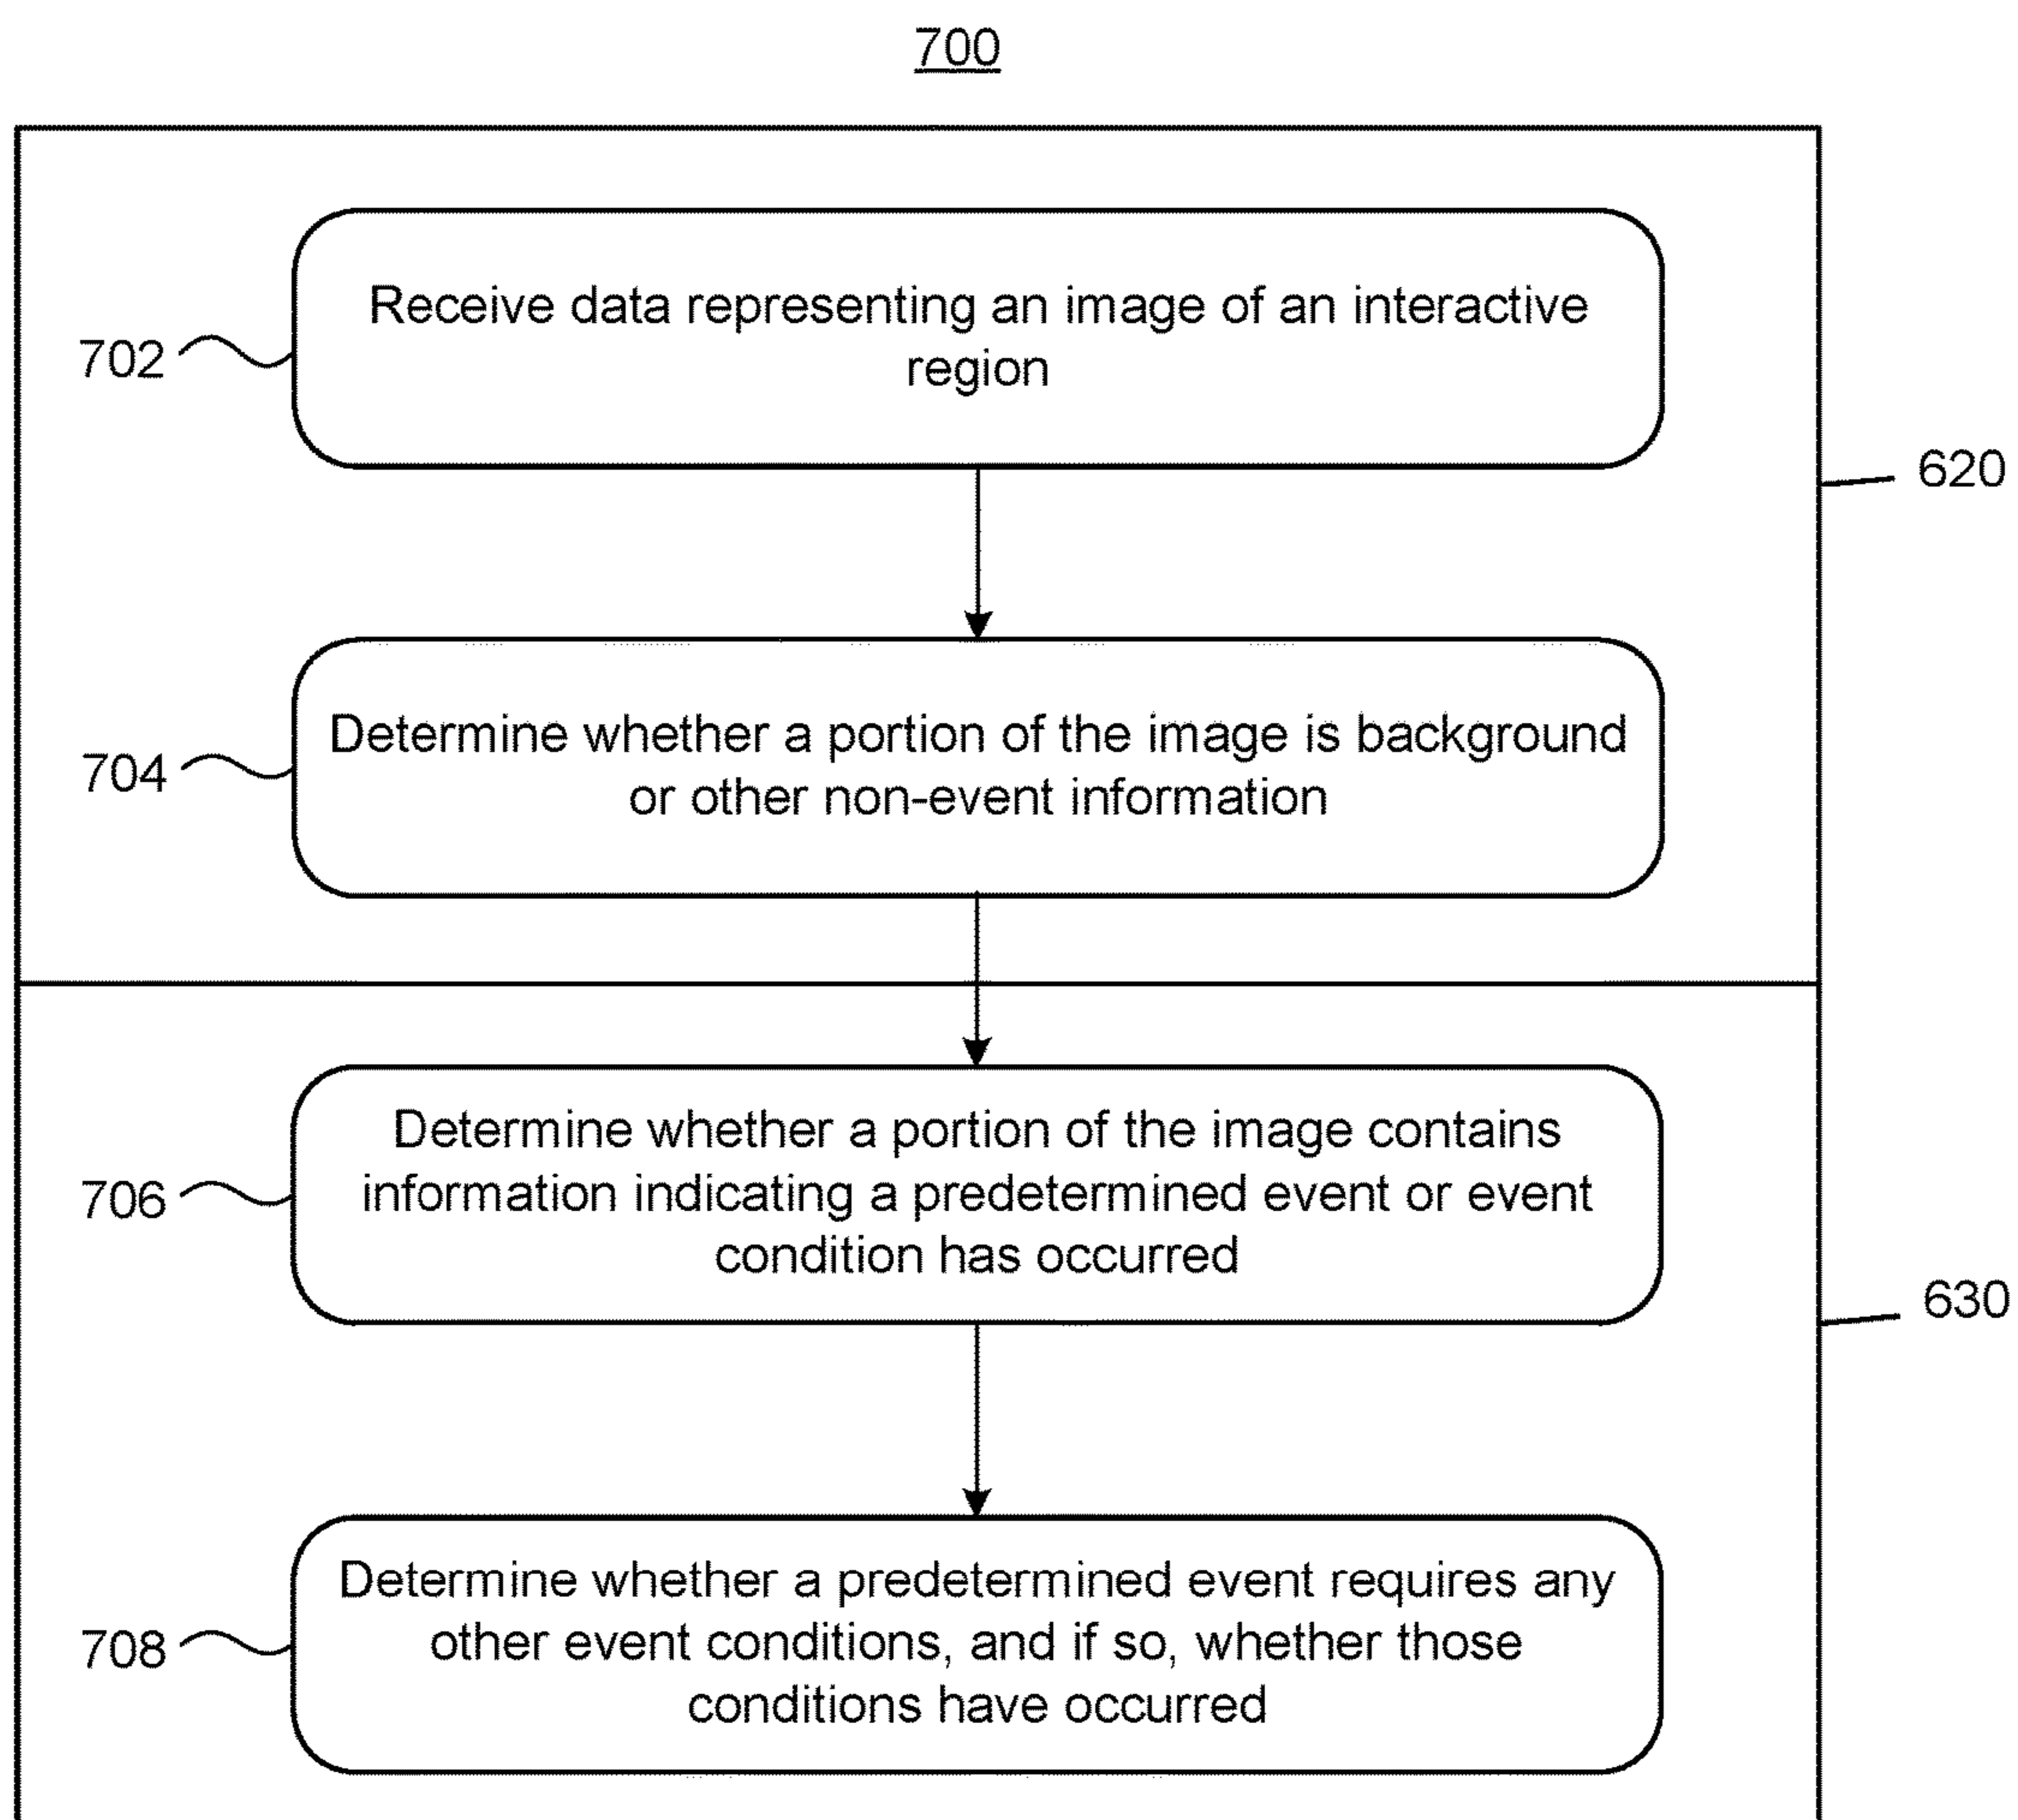 700
Receive data representing an image of an interactive
region
702
620
Determine whether a portion of the image is background
or other non-event information
704
Determine whether a portion of the image contains
information indicating a predetermined event or event
condition has occurred
706
630
Determine whether a predetermined event requires any
other event conditions, and if so, whether those
conditions have occurred
708